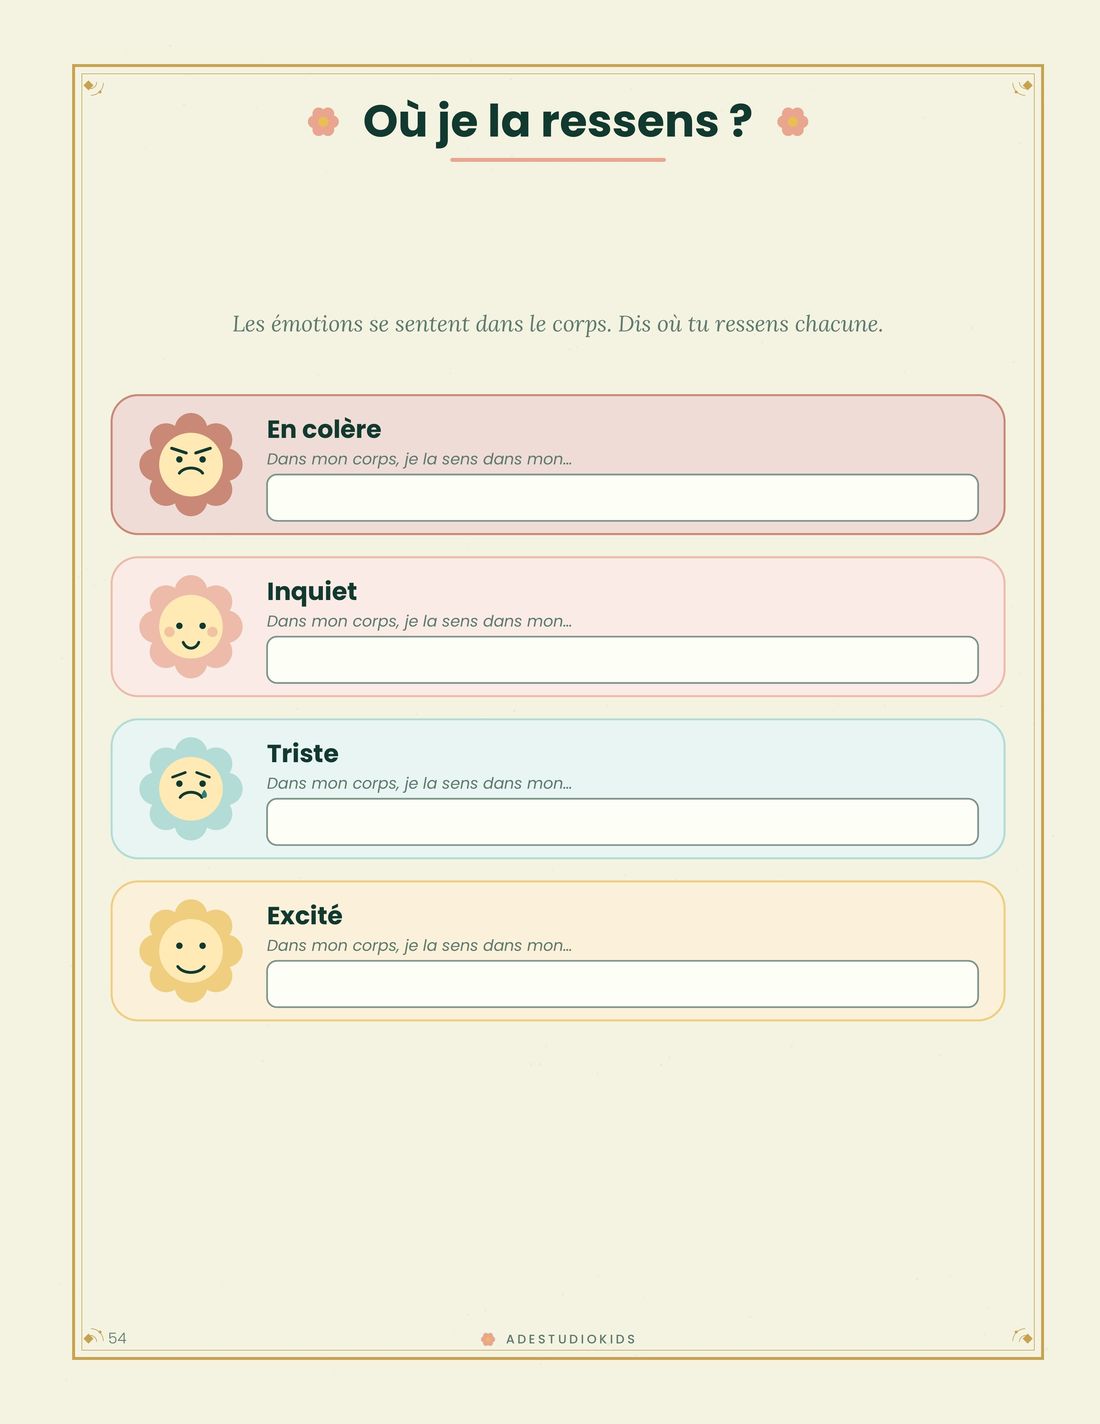 Où je la ressens ?
Les émotions se sentent dans le corps. Dis où tu ressens chacune.
En colère
Dans mon corps, je la sens dans mon...
Inquiet
Dans mon corps, je la sens dans mon...
Triste
Dans mon corps, je la sens dans mon...
Excité
Dans mon corps, je la sens dans mon...
54
ADESTUDIOKIDS